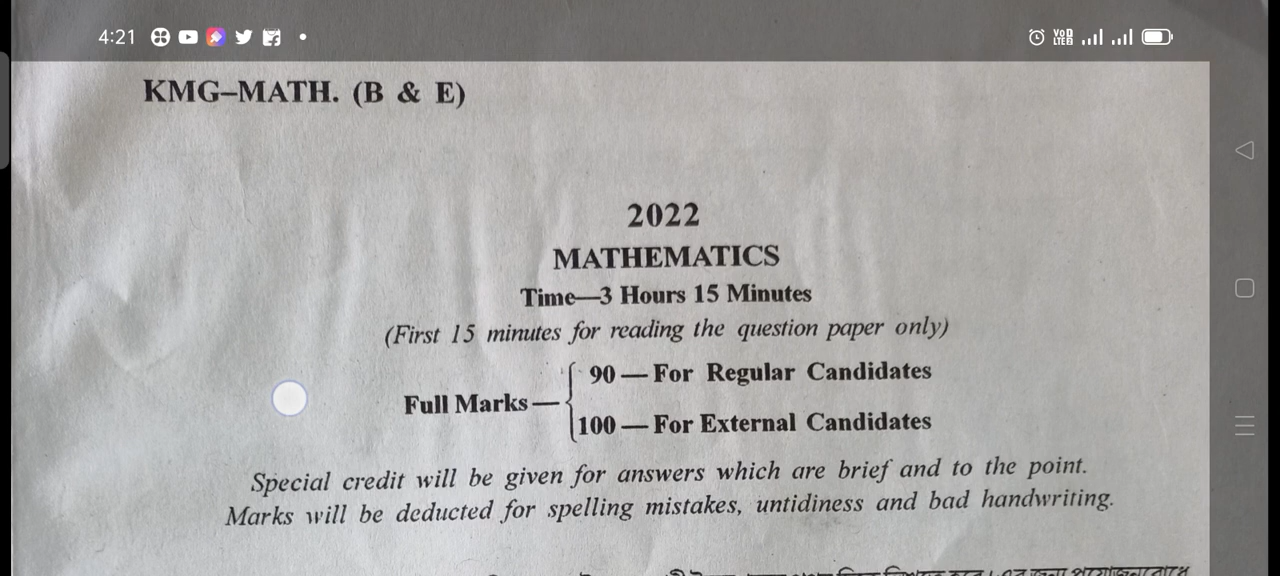 4:21
VoD
LTE2
KMG–MATH. (B & E)
2022
MATHEMATICS
Time—3 Hours 15 Minutes
(First 15 minutes for reading the question paper only)
90 — For Regular Candidates
Full Marks —
100 — For External Candidates
Special credit will be given for answers which are brief and to the point.
Marks will be deducted for spelling mistakes, untidiness and bad handwriting.